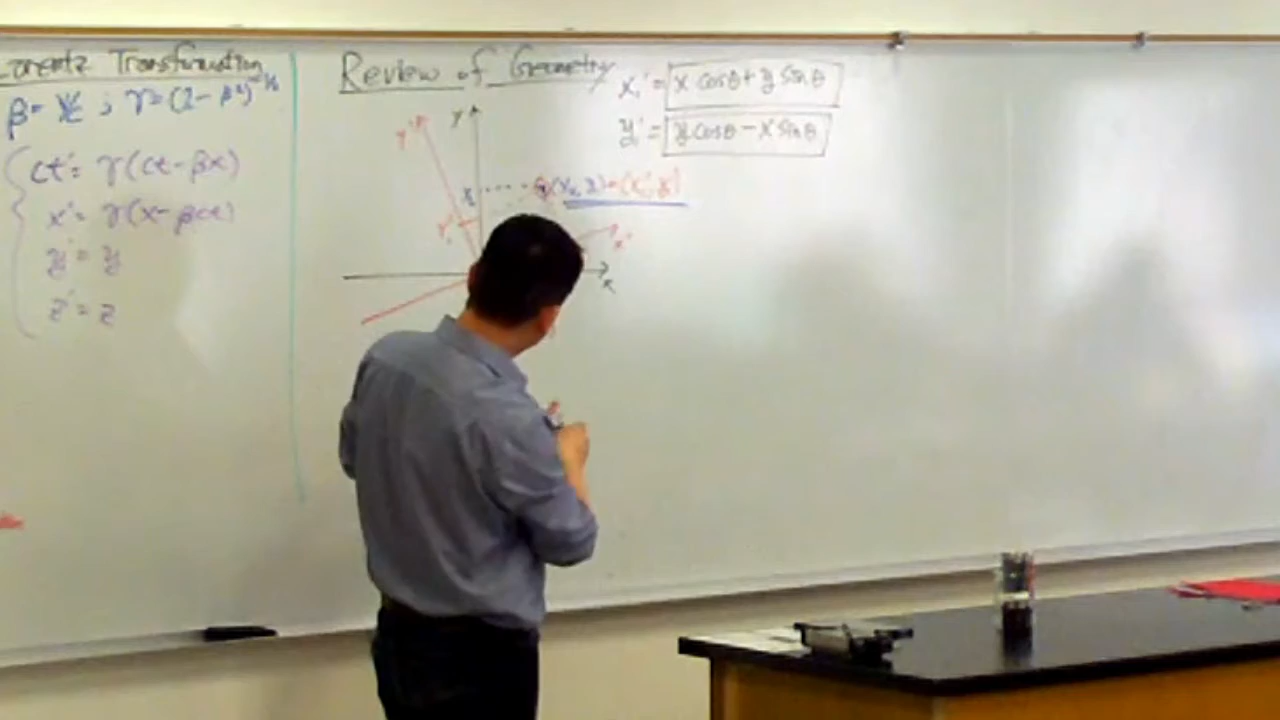 Lorentz Transformation
β = v/c ; γ = (1 - β²)^-1/2
ct' = γ(ct - βx)
x' = γ(x - βct)
y' = y
z' = z
Review of Geometry
x' = x cosθ + y sinθ
y' = y cosθ - x sinθ
y'
y
x'
x